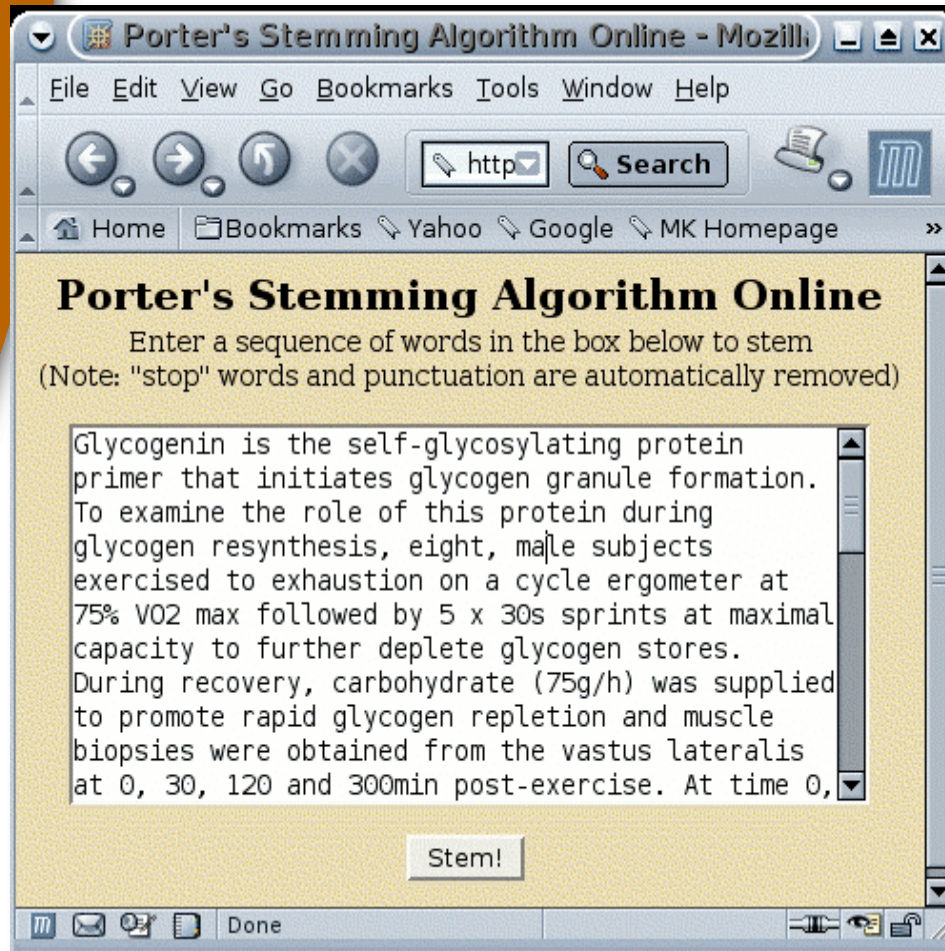 Porter's Stemming Algorithm Online - Mozill
File Edit View Go Bookmarks Tools Window Help
http Search
Home Bookmarks Yahoo Google MK Homepage »
Porter's Stemming Algorithm Online
Enter a sequence of words in the box below to stem
(Note: "stop" words and punctuation are automatically removed)
Glycogenin is the self-glycosylating protein
primer that initiates glycogen granule formation.
To examine the role of this protein during
glycogen resynthesis, eight, male subjects
exercised to exhaustion on a cycle ergometer at
75% VO2 max followed by 5 x 30s sprints at maximal
capacity to further deplete glycogen stores.
During recovery, carbohydrate (75g/h) was supplied
to promote rapid glycogen repletion and muscle
biopsies were obtained from the vastus lateralis
at 0, 30, 120 and 300min post-exercise. At time 0,
Stem!
Done